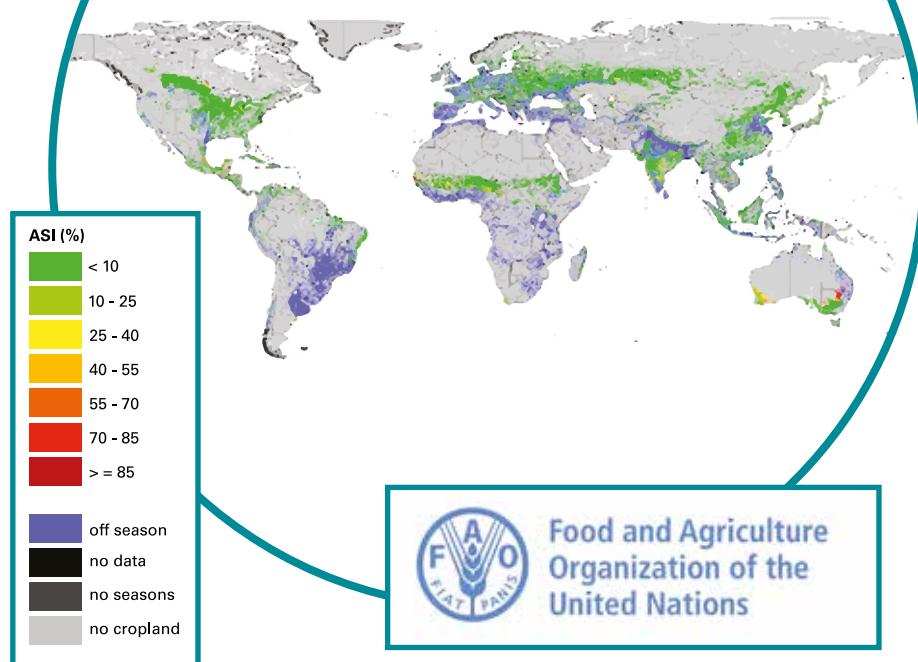 ASI (%)
< 10
10 - 25
25 - 40
40 - 55
55 - 70
70 - 85
> = 85
off season
no data
no seasons
no cropland
F A O
FIAT PANIS
Food and Agriculture
Organization of the
United Nations